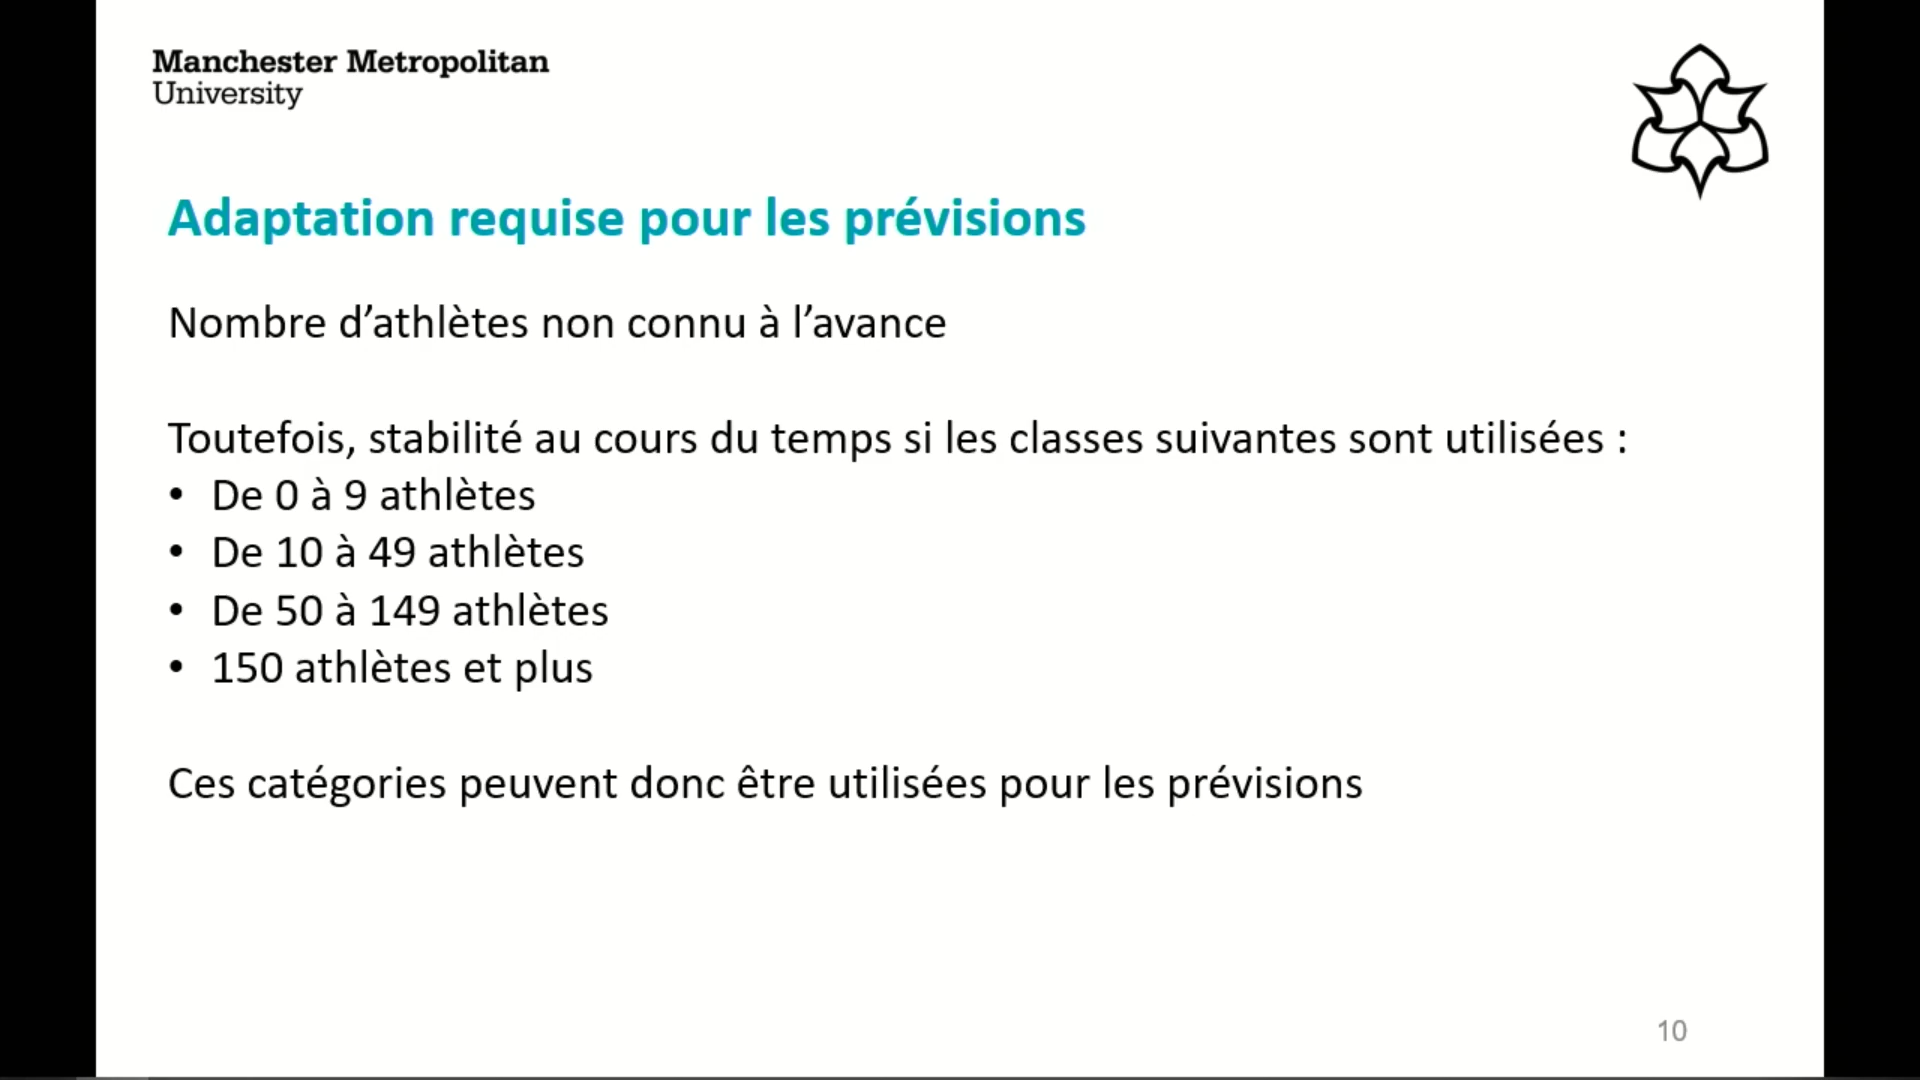 Manchester Metropolitan
University
Adaptation requise pour les prévisions
Nombre d’athlètes non connu à l’avance
Toutefois, stabilité au cours du temps si les classes suivantes sont utilisées :
• De 0 à 9 athlètes
• De 10 à 49 athlètes
• De 50 à 149 athlètes
• 150 athlètes et plus
Ces catégories peuvent donc être utilisées pour les prévisions
10